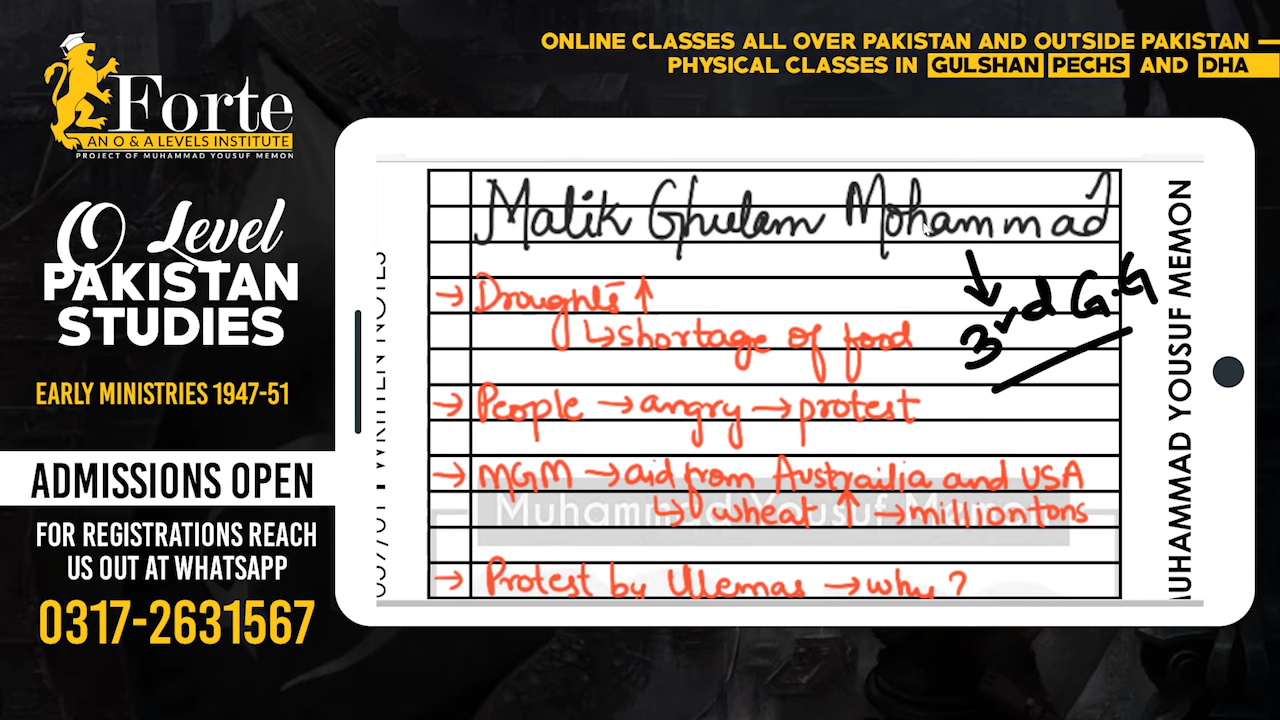 ONLINE CLASSES ALL OVER PAKISTAN AND OUTSIDE PAKISTAN
PHYSICAL CLASSES IN GULSHAN PECHS AND DHA
Forte
AN O & A LEVELS INSTITUTE
PROJECT OF MUHAMMAD YOUSUF MEMON
O Level
PAKISTAN
STUDIES
EARLY MINISTRIES 1947-51
ADMISSIONS OPEN
FOR REGISTRATIONS REACH
US OUT AT WHATSAPP
0317-2631567
Malik Ghulam Mohammad
↓
3rd G.G
→ Droughts ↑
↳ shortage of food
→ People → angry → protest
→ MGM → aid from Austrailia and USA
↳ wheat ↑ → million tons
→ Protest by Ulemas → why?
Muhammad Yousuf Memon
UHAMMAD YOUSUF MEMON